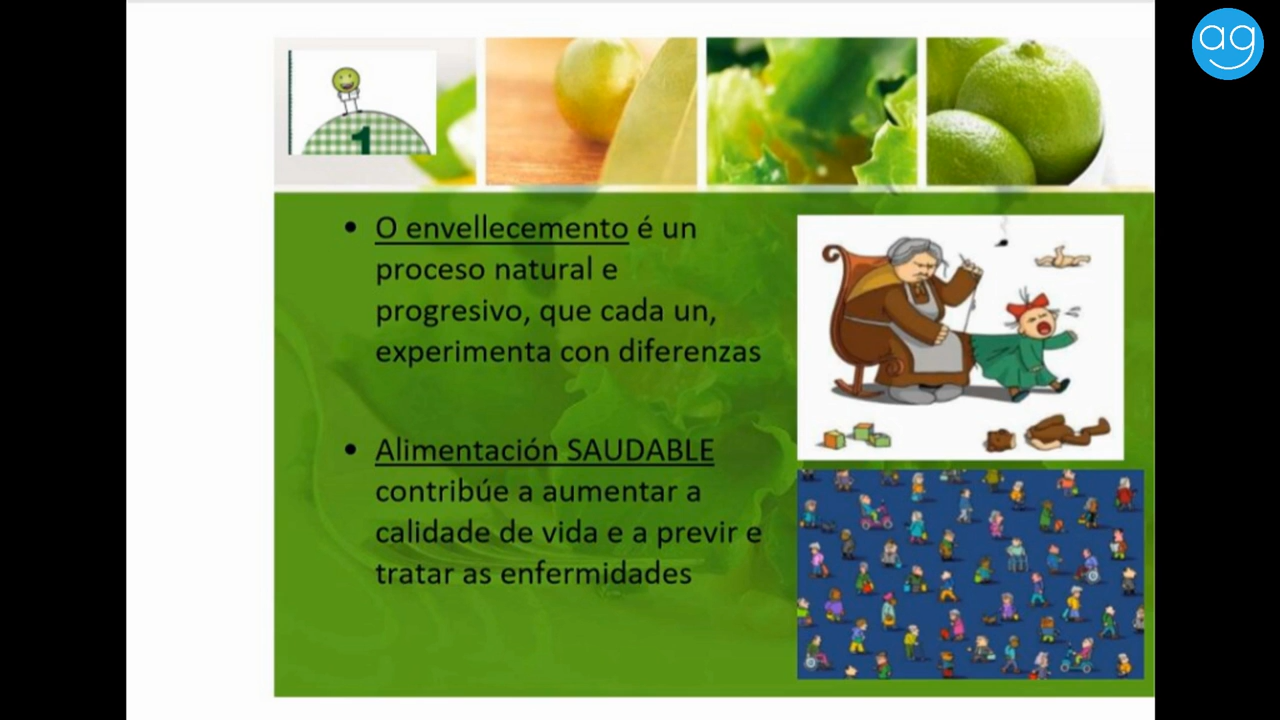 ag
1
• O envellecemento é un
proceso natural e
progresivo, que cada un,
experimenta con diferenzas
• Alimentación SAUDABLE
contribúe a aumentar a
calidade de vida e a previr e
tratar as enfermidades